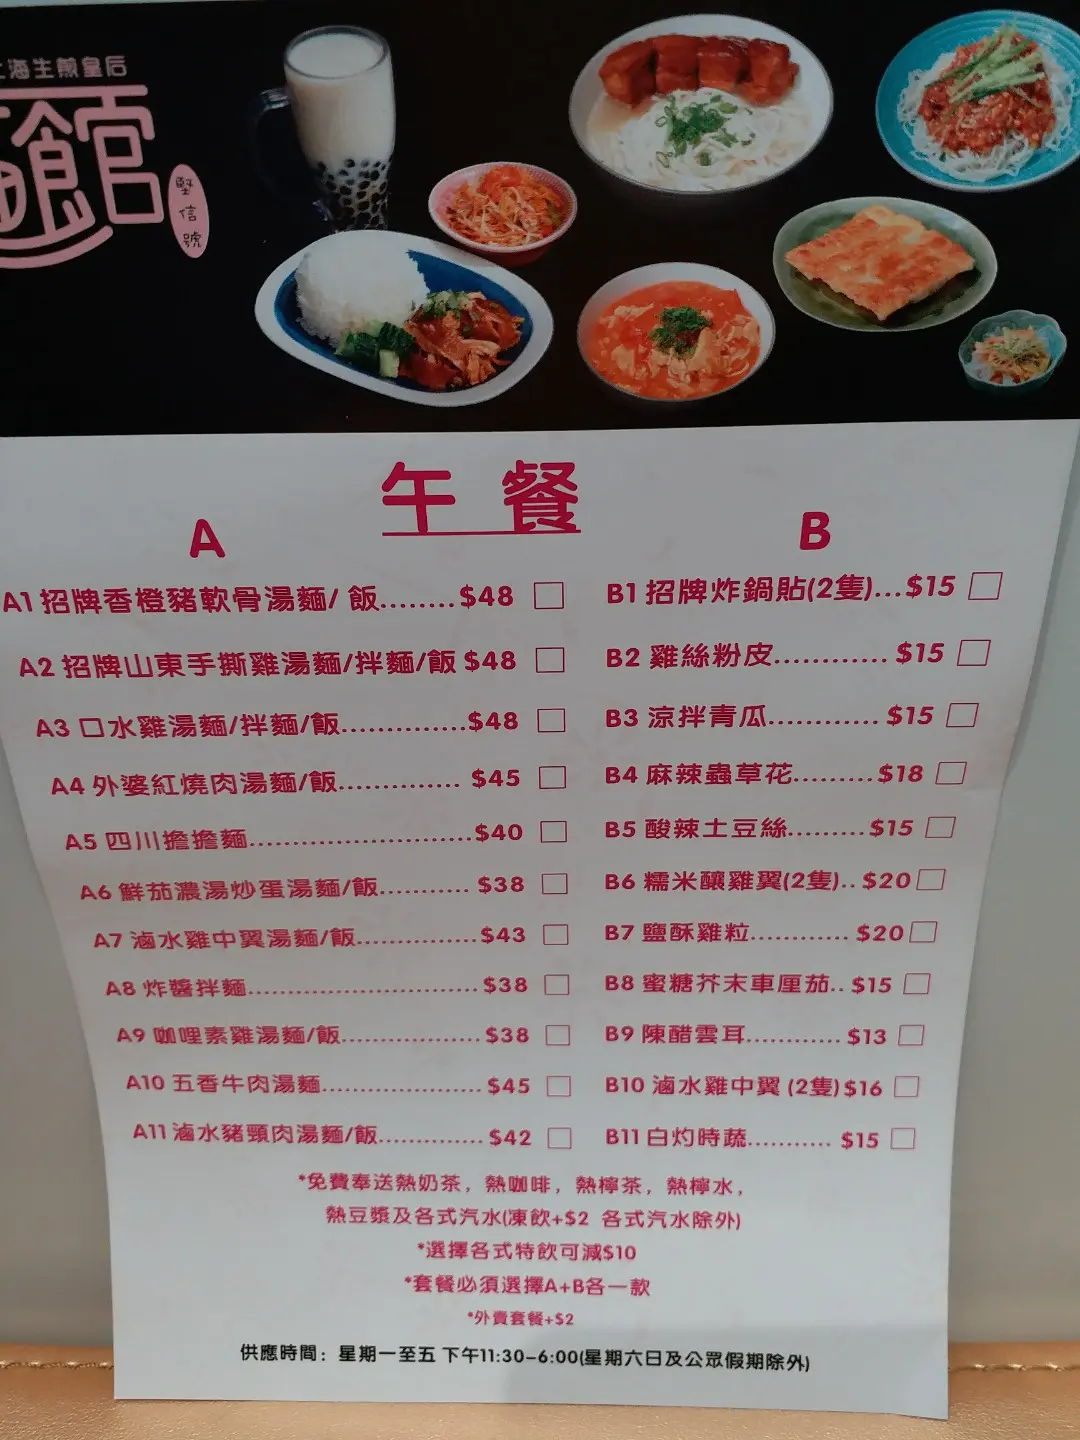 上海生煎皇后
館
堅信號
午餐
A
A1 招牌香橙豬軟骨湯麵/ 飯........$48
A2 招牌山東手撕雞湯麵/拌麵/飯 $48
A3 口水雞湯麵/拌麵/飯..............$48
A4 外婆紅燒肉湯麵/飯.............. $45
A5 四川擔擔麵.........................$40
A6 鮮茄濃湯炒蛋湯麵/飯.......... $38
A7 滷水雞中翼湯麵/飯..............$43
A8 炸醬拌麵............................$38
A9 咖哩素雞湯麵/飯.................$38
A10 五香牛肉湯麵....................$45
A11 滷水豬頸肉湯麵/飯.............$42
B
B1 招牌炸鍋貼(2隻)...$15
B2 雞絲粉皮............ $15
B3 涼拌青瓜............ $15
B4 麻辣蟲草花.........$18
B5 酸辣土豆絲.........$15
B6 糯米釀雞翼(2隻)..$20
B7 鹽酥雞粒............ $20
B8 蜜糖芥末車厘茄.. $15
B9 陳醋雲耳............ $13
B10 滷水雞中翼 (2隻)$16
B11 白灼時蔬........... $15
*免費奉送熱奶茶，熱咖啡，熱檸茶，熱檸水，
熱豆漿及各式汽水(凍飲+$2 各式汽水除外)
*選擇各式特飲可減$10
*套餐必須選擇A+B各一款
*外賣套餐+$2
供應時間：星期一至五 下午11:30-6:00(星期六日及公眾假期除外)